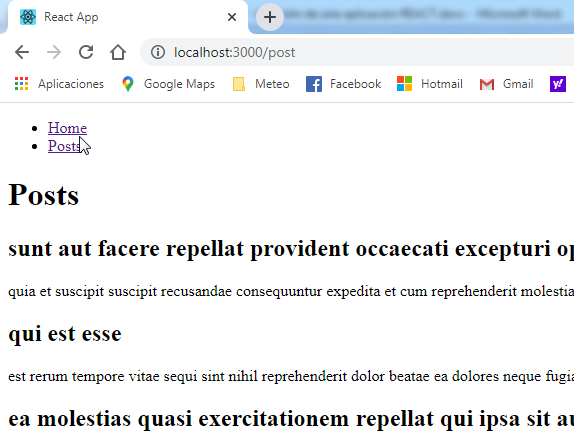 React App
localhost:3000/post
Aplicaciones Google Maps Meteo Facebook Hotmail Gmail
Home
Posts
Posts
sunt aut facere repellat provident occaecati excepturi op
quia et suscipit suscipit recusandae consequuntur expedita et cum reprehenderit molestia
qui est esse
est rerum tempore vitae sequi sint nihil reprehenderit dolor beatae ea dolores neque fugia
ea molestias quasi exercitationem repellat qui ipsa sit au